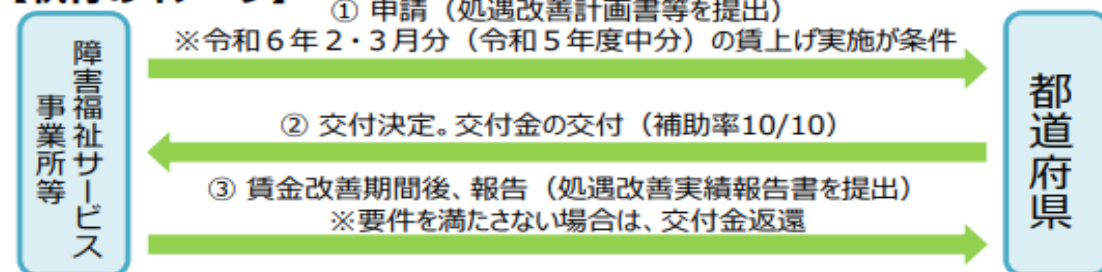 ① 申請（処遇改善計画書等を提出）
※令和６年２・３月分（令和５年度中分）の賃上げ実施が条件
障害福祉サービス
事業所等
② 交付決定。交付金の交付（補助率10/10）
③ 賃金改善期間後、報告（処遇改善実績報告書を提出）
※要件を満たさない場合は、交付金返還
都道府県